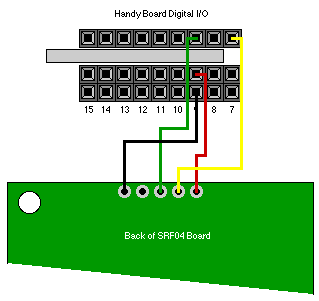 Handy Board Digital I/O
15 14 13 12 11 10 9 8 7
Back of SRF04 Board